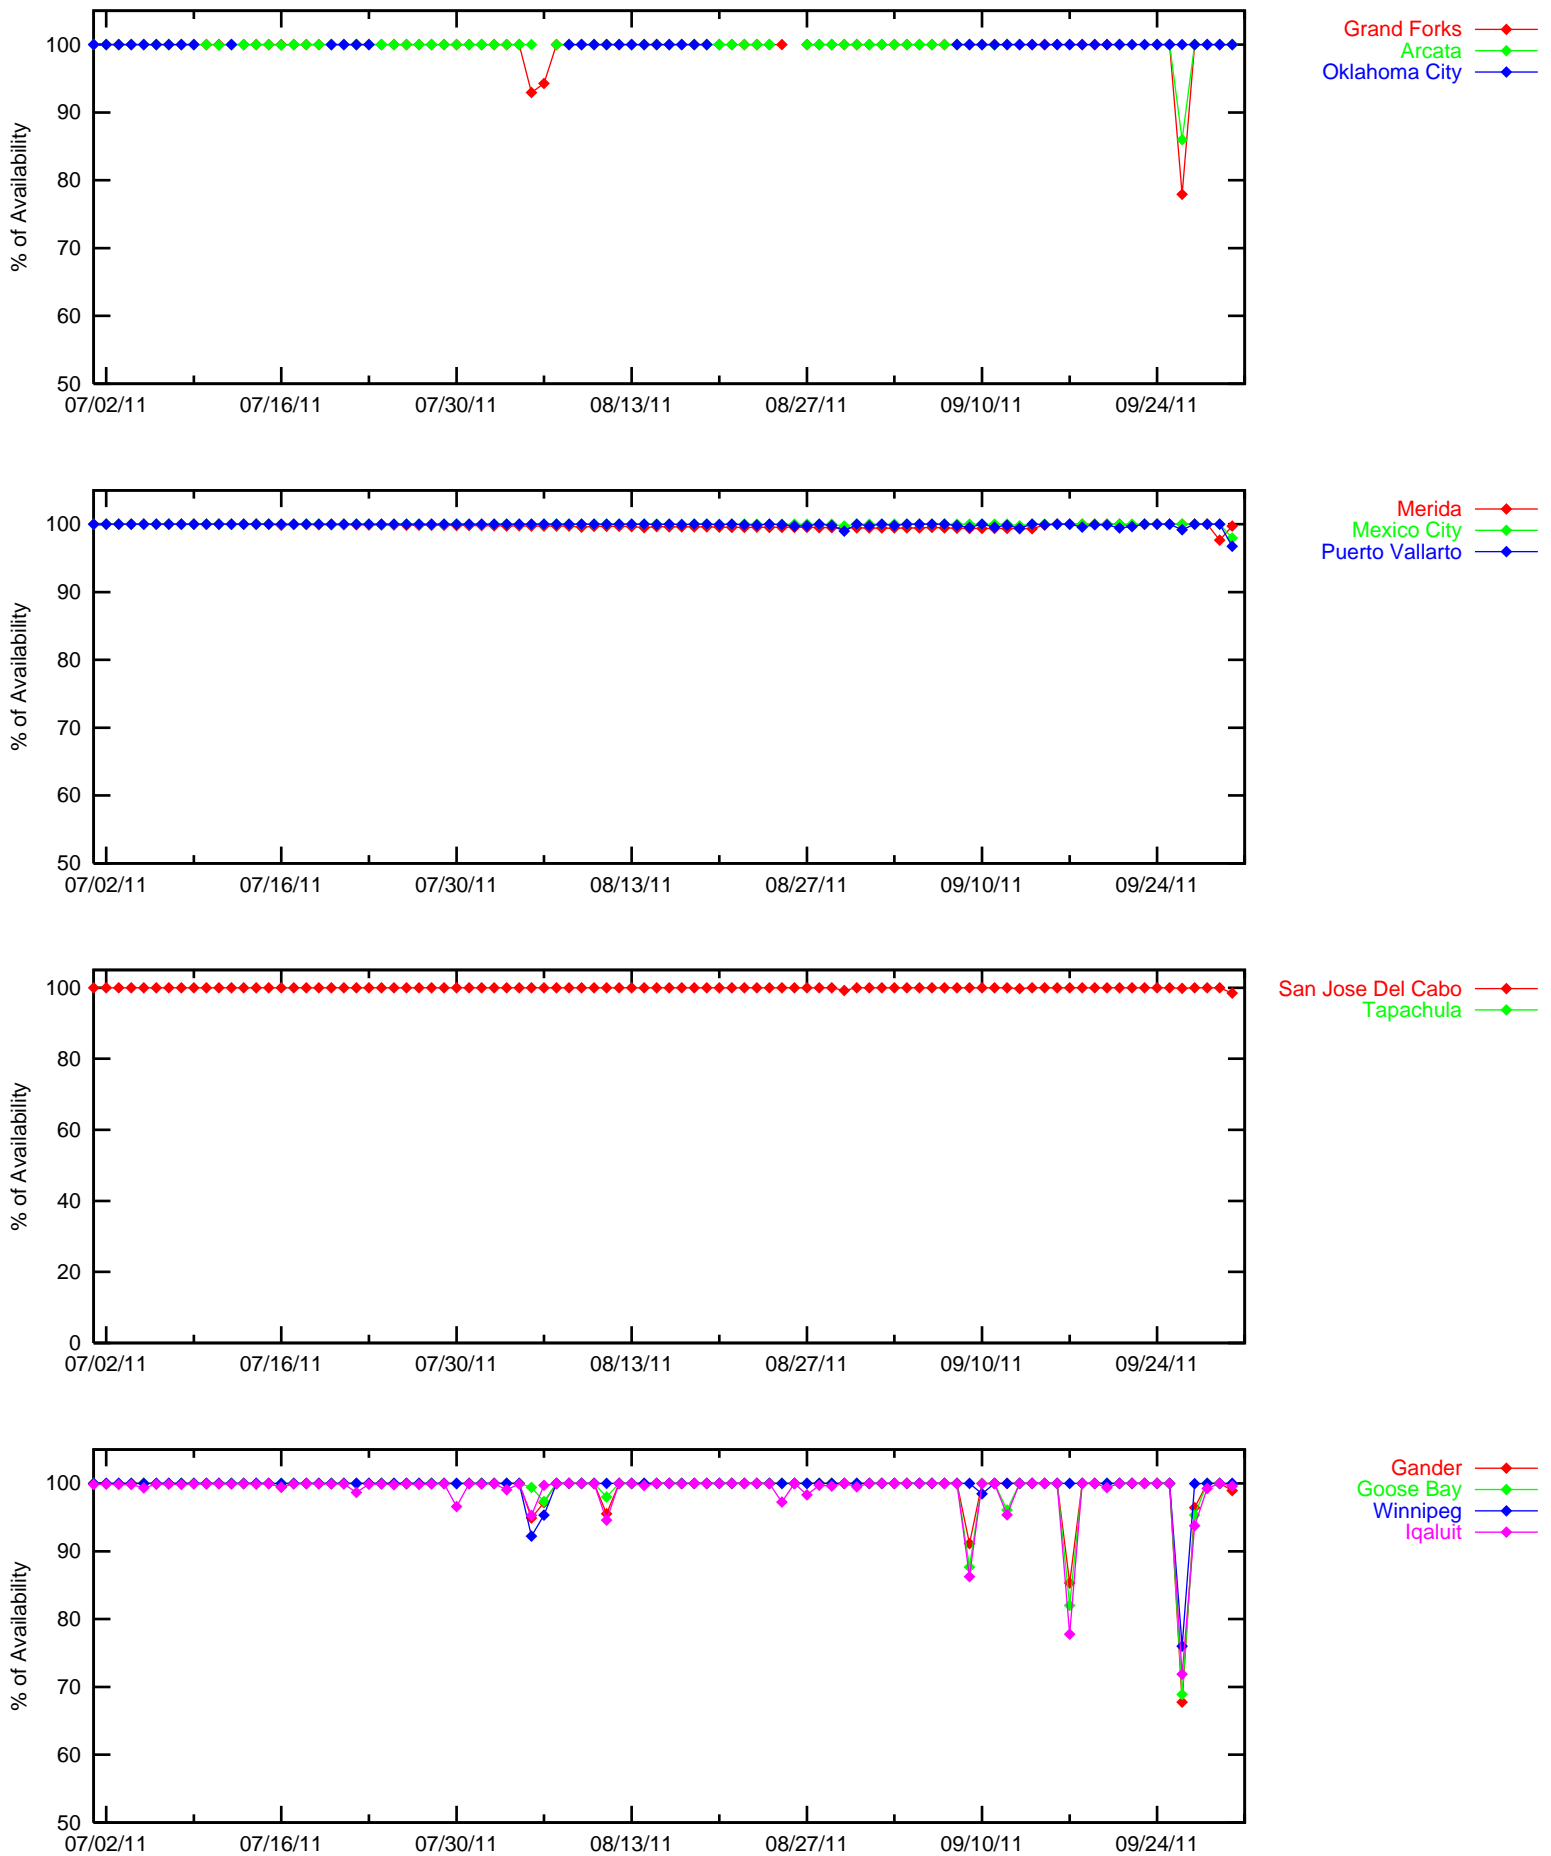 % of Availability
100
90
80
70
60
50
07/02/11 07/16/11 07/30/11 08/13/11 08/27/11 09/10/11 09/24/11
Grand Forks
Arcata
Oklahoma City
% of Availability
100
90
80
70
60
50
07/02/11 07/16/11 07/30/11 08/13/11 08/27/11 09/10/11 09/24/11
Merida
Mexico City
Puerto Vallarto
% of Availability
100
80
60
40
20
0
07/02/11 07/16/11 07/30/11 08/13/11 08/27/11 09/10/11 09/24/11
San Jose Del Cabo
Tapachula
% of Availability
100
90
80
70
60
50
07/02/11 07/16/11 07/30/11 08/13/11 08/27/11 09/10/11 09/24/11
Gander
Goose Bay
Winnipeg
Iqaluit